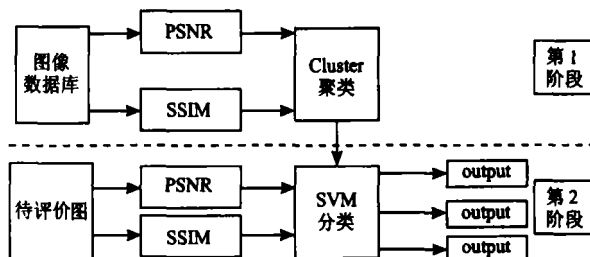 图像
数据库
PSNR
SSIM
Cluster
聚类
第1
阶段
待评价图
PSNR
SSIM
SVM
分类
output
output
output
第2
阶段